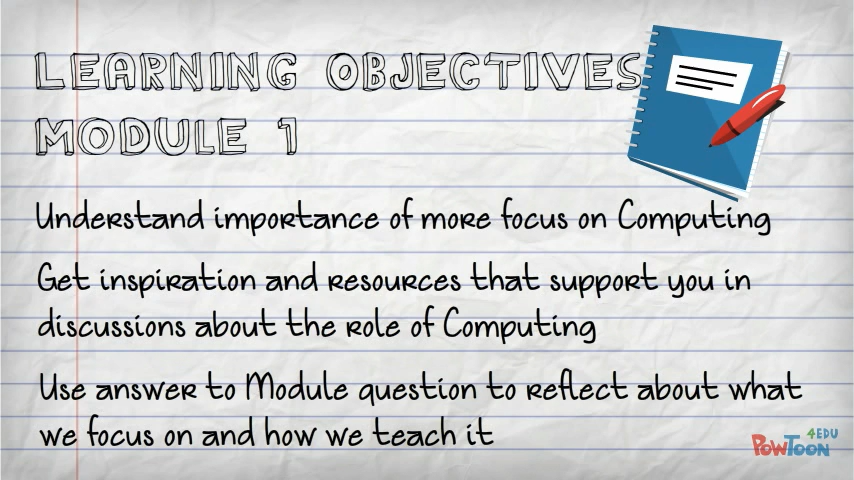 LEARNING OBJECTIVES
MODULE 1
Understand importance of more focus on Computing
Get inspiration and resources that support you in
discussions about the role of Computing
Use answer to Module question to reflect about what
we focus on and how we teach it
4EDU
POWTOON